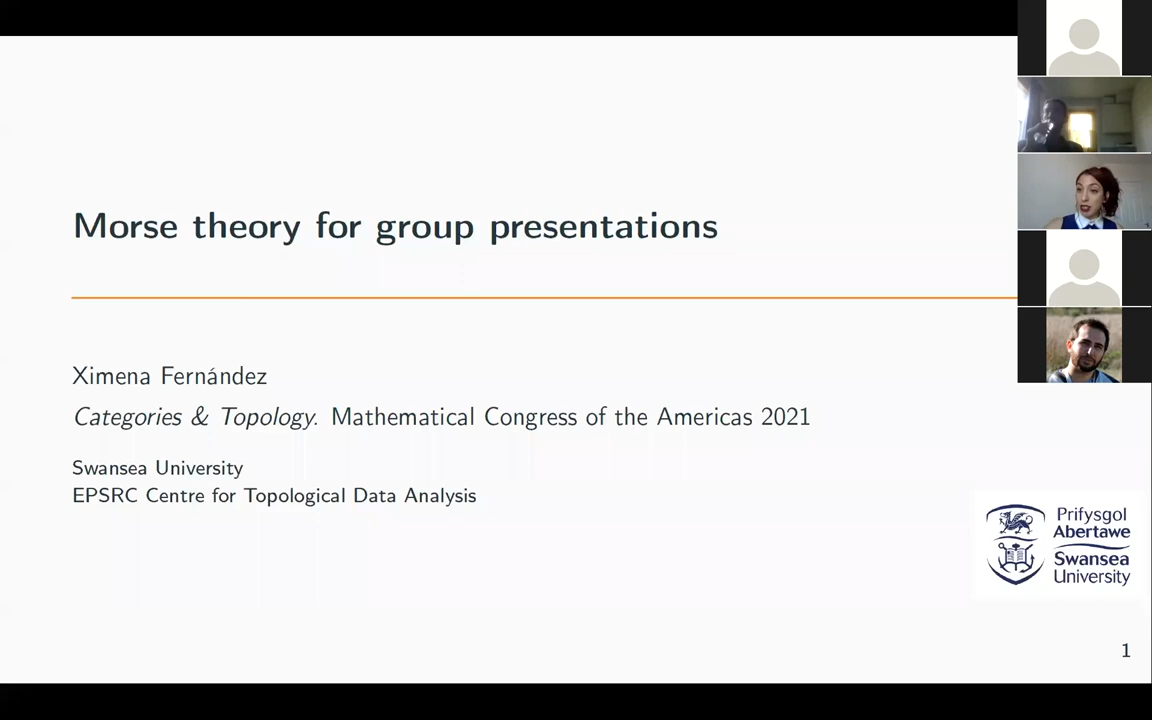 Morse theory for group presentations
Ximena Fernández
Categories & Topology. Mathematical Congress of the Americas 2021
Swansea University
EPSRC Centre for Topological Data Analysis
Prifysgol
Abertawe
Swansea
University
1